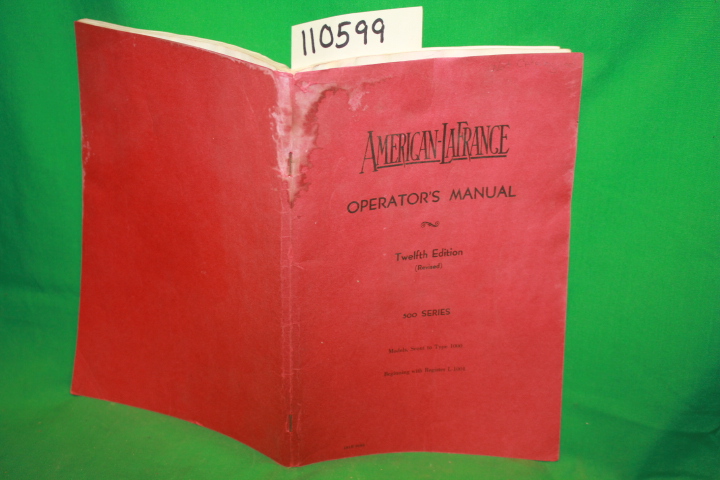 110599
AMERICAN-LAFRANCE
OPERATOR'S MANUAL
Twelfth Edition
(Revised)
500 SERIES